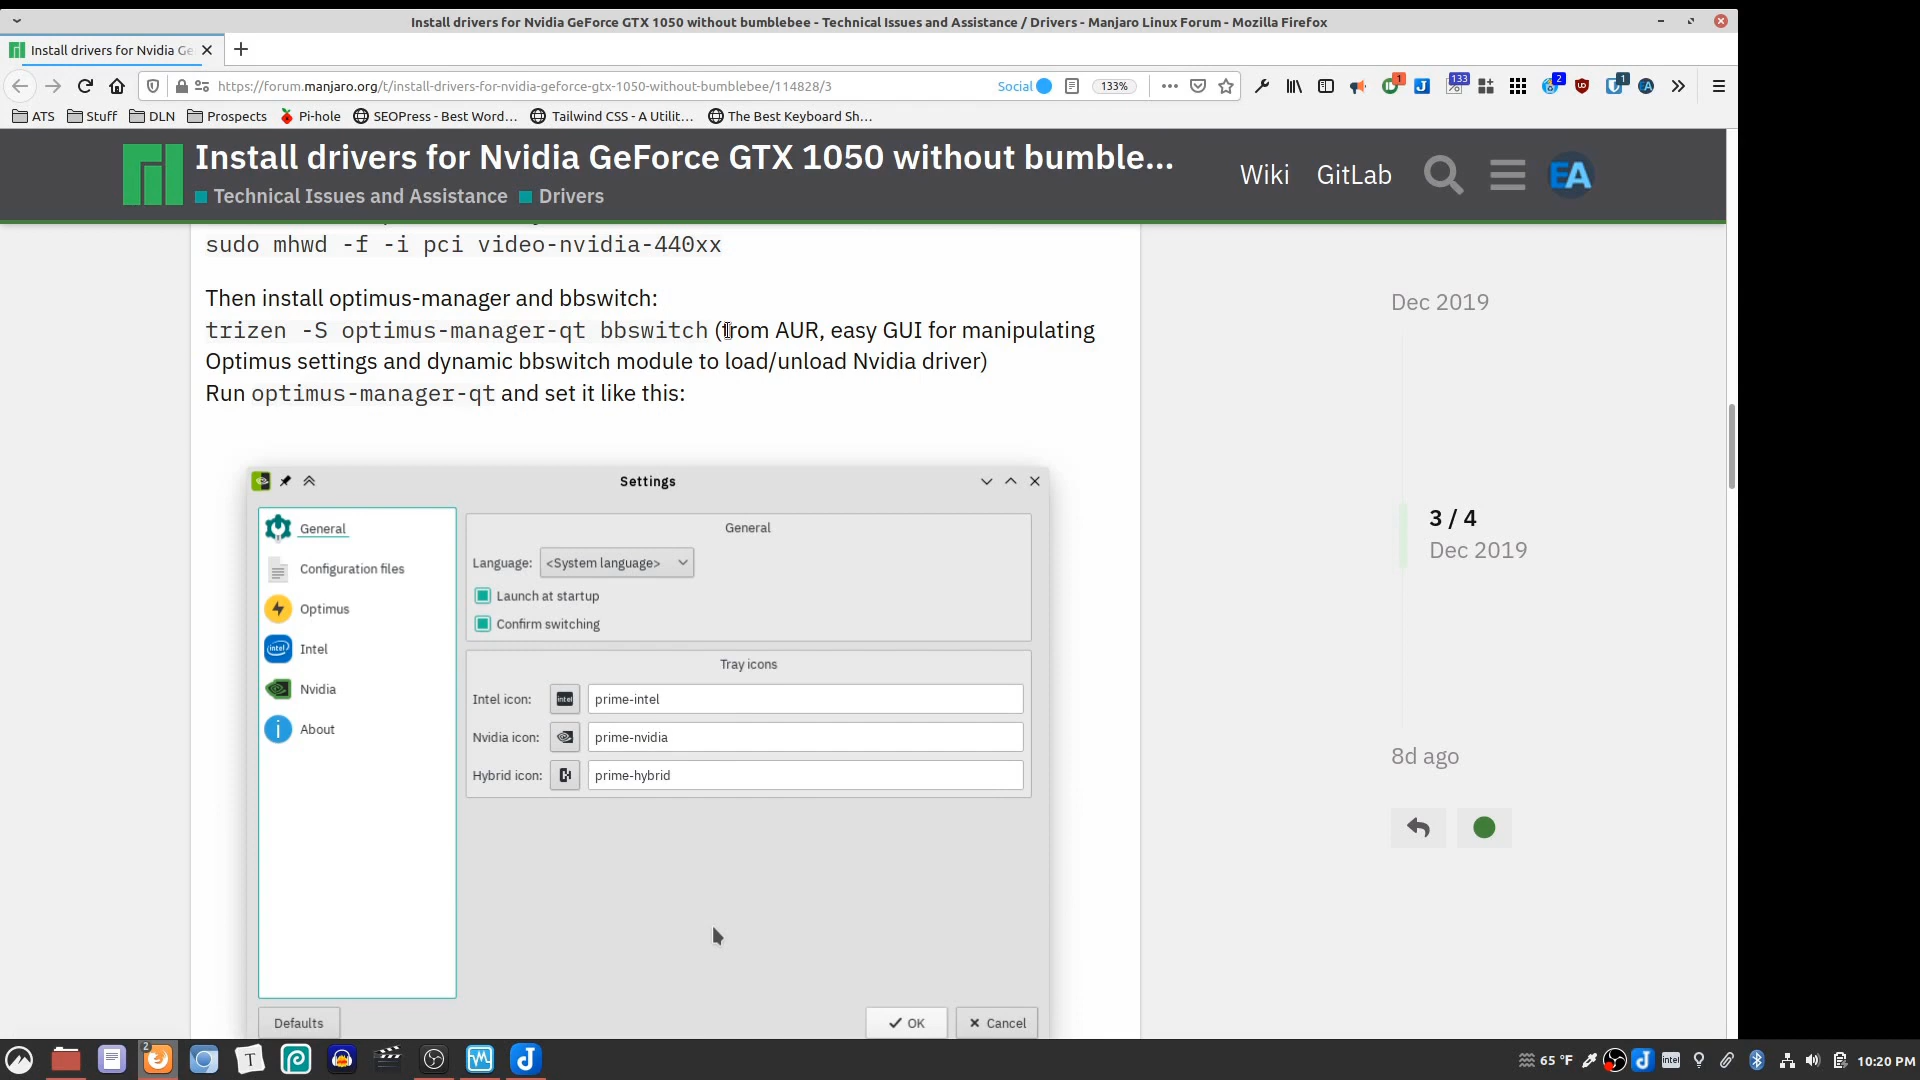 Install drivers for Nvidia GeForce GTX 1050 without bumblebee - Technical Issues and Assistance / Drivers - Manjaro Linux Forum - Mozilla Firefox
Install drivers for Nvidia Ge
https://forum.manjaro.org/t/install-drivers-for-nvidia-geforce-gtx-1050-without-bumblebee/114828/3
Social
133%
1
133
2
1
ATS
Stuff
DLN
Prospects
Pi-hole
SEOPress - Best Word...
Tailwind CSS - A Utilit...
The Best Keyboard Sh...
Install drivers for Nvidia GeForce GTX 1050 without bumble...
Technical Issues and Assistance
Drivers
Wiki
GitLab
EA
sudo mhwd -f -i pci video-nvidia-440xx
Then install optimus-manager and bbswitch:
trizen -S optimus-manager-qt bbswitch (from AUR, easy GUI for manipulating
Optimus settings and dynamic bbswitch module to load/unload Nvidia driver)
Run optimus-manager-qt and set it like this:
Dec 2019
3 / 4
Dec 2019
8d ago
Settings
General
Configuration files
Optimus
intel
Intel
Nvidia
About
General
Language:
<System language>
Launch at startup
Confirm switching
Tray icons
Intel icon:
intel
prime-intel
Nvidia icon:
prime-nvidia
Hybrid icon:
prime-hybrid
Defaults
OK
Cancel
2
T
J
65 °F
J
intel
10:20 PM